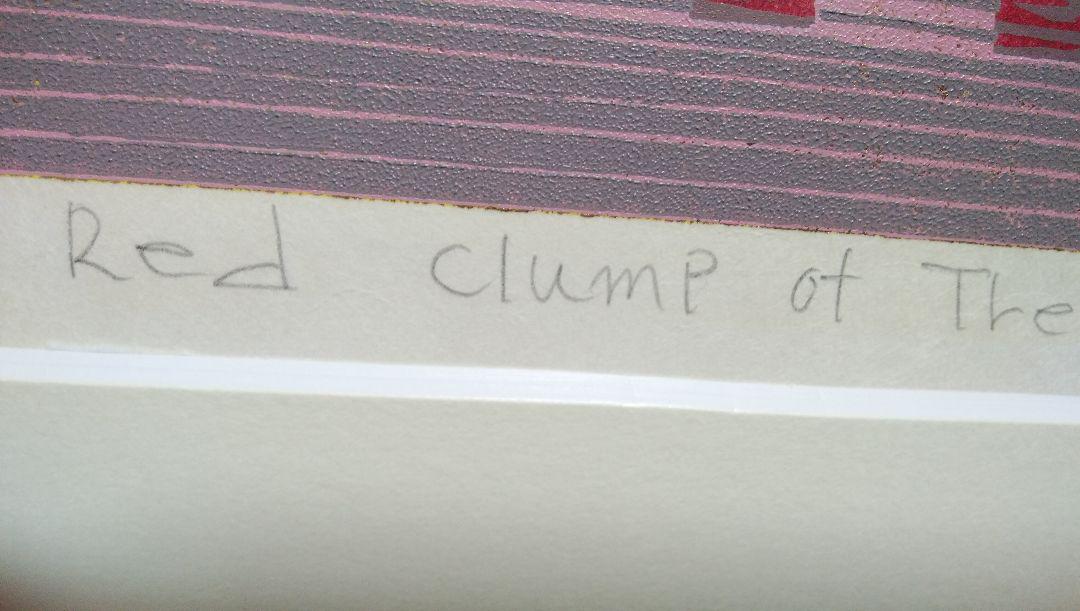 Red Clump of The